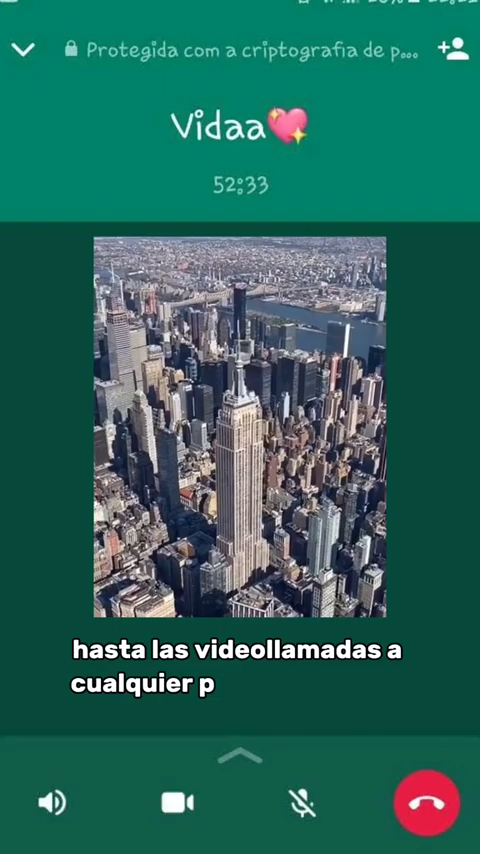 Protegida com a criptografia de p...
Vidaa💖
52:33
hasta las videollamadas a
cualquier p